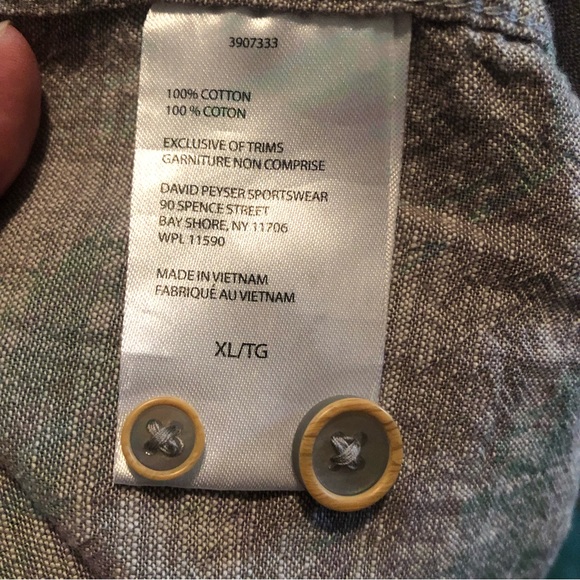 3907333
100% COTTON
100 % COTON
EXCLUSIVE OF TRIMS
GARNITURE NON COMPRISE
DAVID PEYSER SPORTSWEAR
90 SPENCE STREET
BAY SHORE, NY 11706
WPL 11590
MADE IN VIETNAM
FABRIQUÉ AU VIETNAM
XL/TG